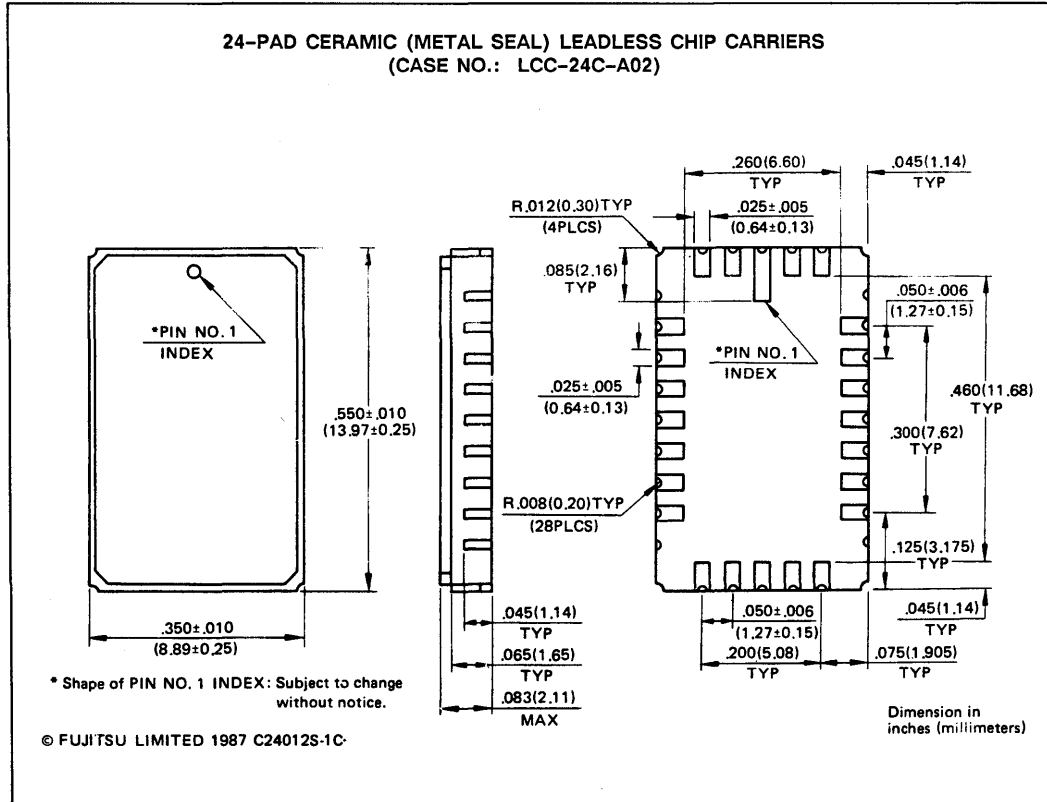 24-PAD CERAMIC (METAL SEAL) LEADLESS CHIP CARRIERS
(CASE NO.: LCC-24C-A02)
.260(6.60)
TYP
.045(1.14)
TYP
R.012(0.30)TYP
(4PLCS)
.025±.005
(0.64±0.13)
.085(2.16)
TYP
.050±.006
(1.27±0.15)
*PIN NO. 1
INDEX
*PIN NO. 1
INDEX
.025±.005
(0.64±0.13)
.550±.010
(13.97±0.25)
.460(11.68)
TYP
.300(7.62)
TYP
R.008(0.20)TYP
(28PLCS)
.125(3.175)
TYP
.350±.010
(8.89±0.25)
.045(1.14)
TYP
.050±.006
(1.27±0.15)
.045(1.14)
TYP
.065(1.65)
TYP
.200(5.08)
TYP
.075(1.905)
TYP
.083(2.11)
MAX
* Shape of PIN NO. 1 INDEX: Subject to change
without notice.
Dimension in
inches (millimeters)
© FUJITSU LIMITED 1987 C24012S-1C